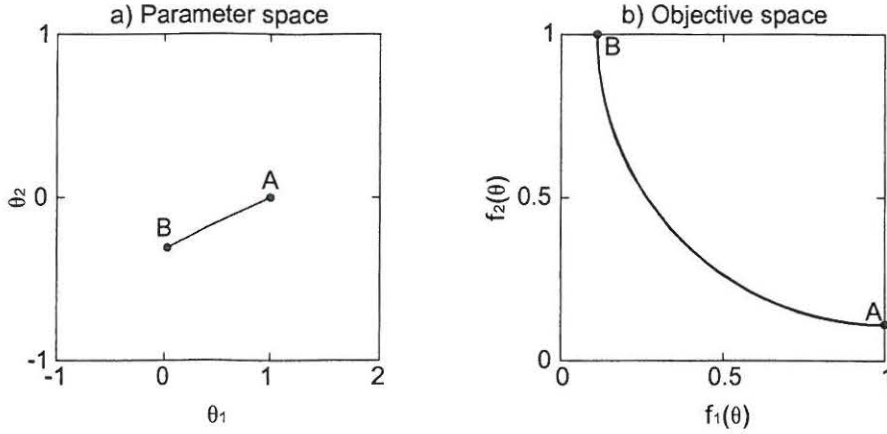 a) Parameter space
1
0
-1
θ2
A
B
-1
0
1
2
θ1
b) Objective space
1
0.5
0
f2(θ)
B
A
0
0.5
1
f1(θ)